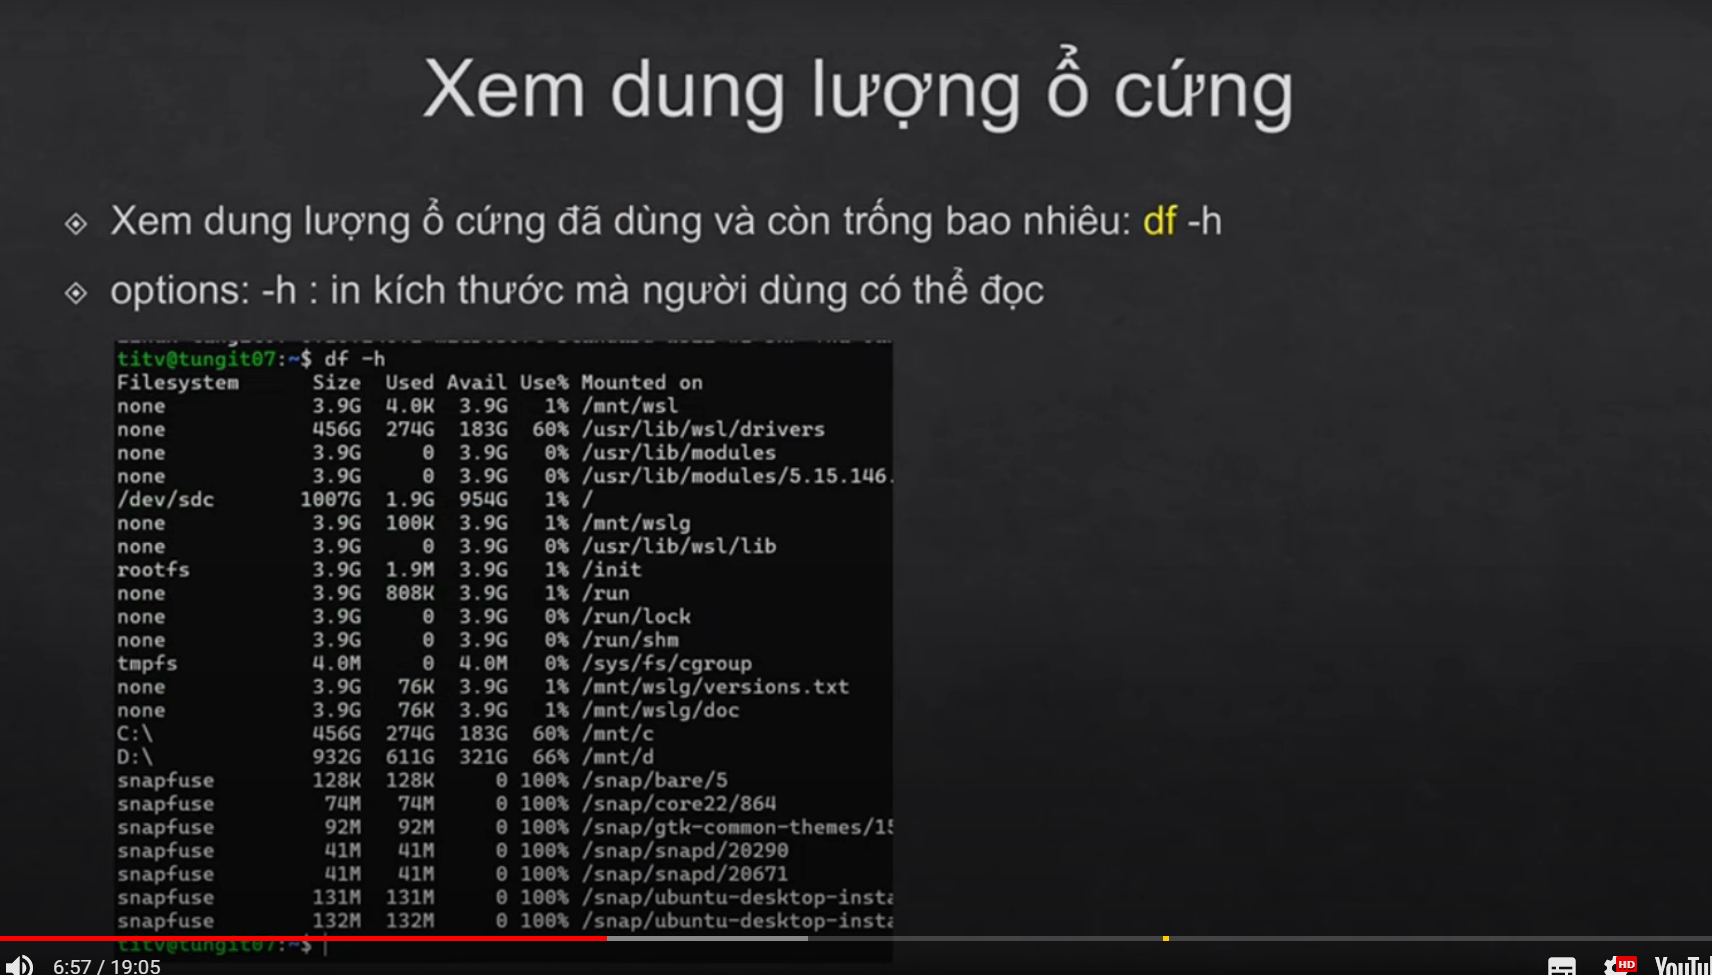 Xem dung lượng ổ cứng
Xem dung lượng ổ cứng đã dùng và còn trống bao nhiêu: df -h
options: -h : in kích thước mà người dùng có thể đọc
titv@tungit07:~$ df -h
Filesystem Size Used Avail Use% Mounted on
none 3.9G 4.0K 3.9G 1% /mnt/wsl
none 456G 274G 183G 60% /usr/lib/wsl/drivers
none 3.9G 0 3.9G 0% /usr/lib/modules
none 3.9G 0 3.9G 0% /usr/lib/modules/5.15.146.
/dev/sdc 1007G 1.9G 954G 1% /
none 3.9G 100K 3.9G 1% /mnt/wslg
none 3.9G 0 3.9G 0% /usr/lib/wsl/lib
rootfs 3.9G 1.9M 3.9G 1% /init
none 3.9G 808K 3.9G 1% /run
none 3.9G 0 3.9G 0% /run/lock
none 3.9G 0 3.9G 0% /run/shm
tmpfs 4.0M 0 4.0M 0% /sys/fs/cgroup
none 3.9G 76K 3.9G 1% /mnt/wslg/versions.txt
none 3.9G 76K 3.9G 1% /mnt/wslg/doc
C:\ 456G 274G 183G 60% /mnt/c
D:\ 932G 611G 321G 66% /mnt/d
snapfuse 128K 128K 0 100% /snap/bare/5
snapfuse 74M 74M 0 100% /snap/core22/864
snapfuse 92M 92M 0 100% /snap/gtk-common-themes/15
snapfuse 41M 41M 0 100% /snap/snapd/20290
snapfuse 41M 41M 0 100% /snap/snapd/20671
snapfuse 131M 131M 0 100% /snap/ubuntu-desktop-insta
snapfuse 132M 132M 0 100% /snap/ubuntu-desktop-insta
titv@tungit07:~$
6:57 / 19:05 HD YouTu